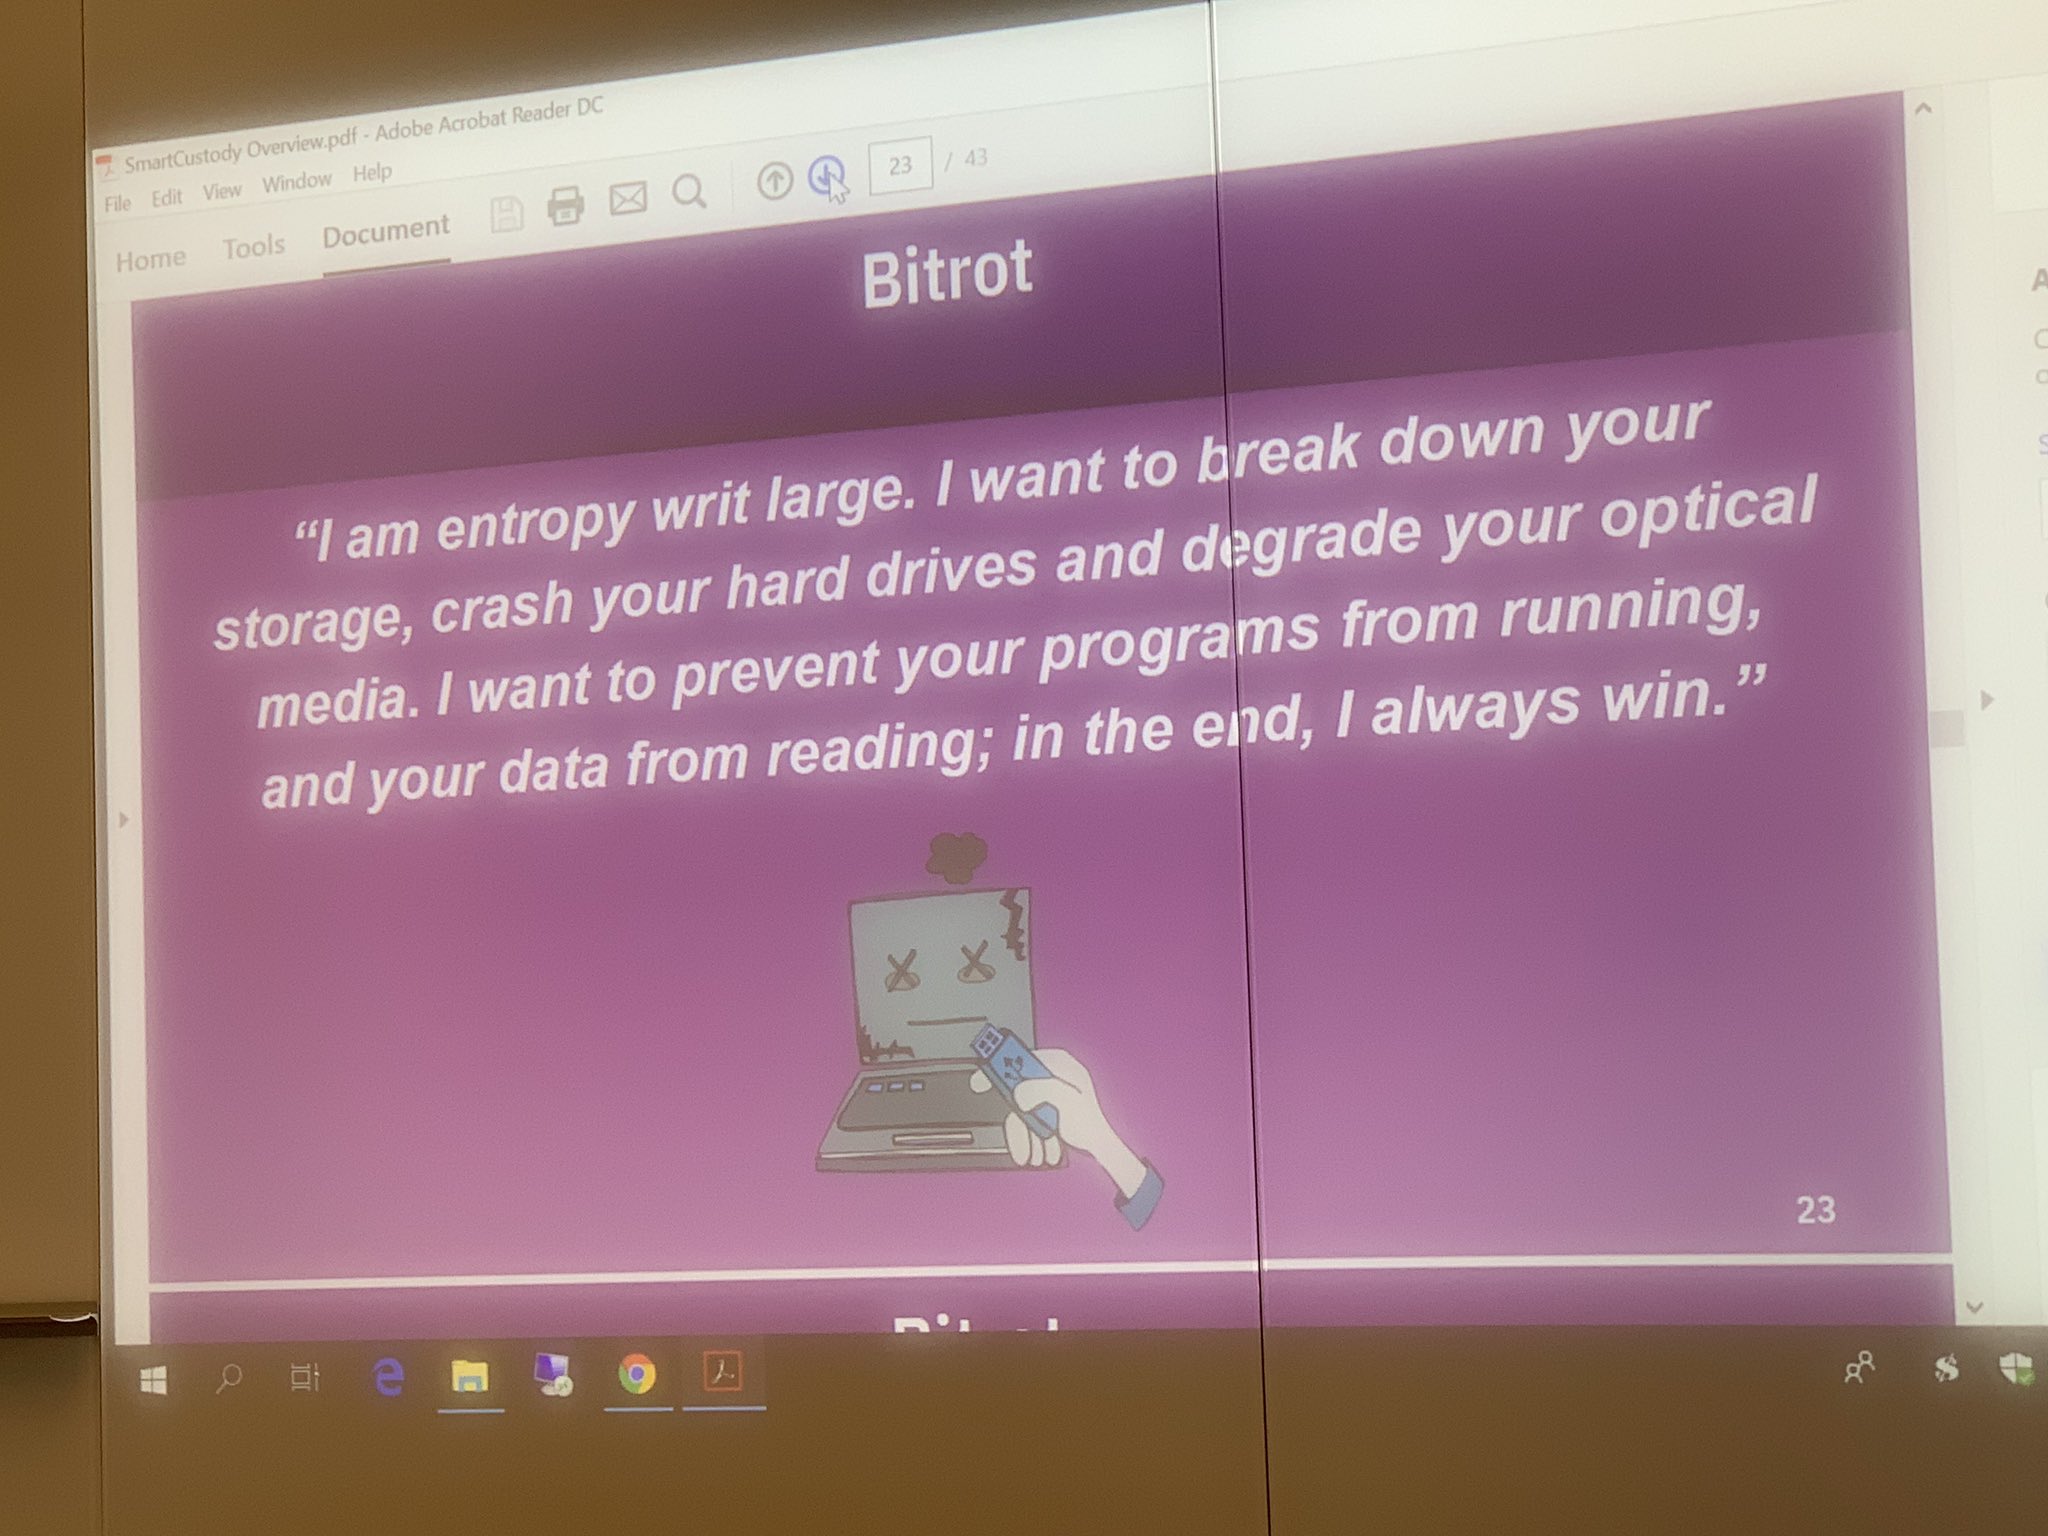 SmartCustody Overview.pdf - Adobe Acrobat Reader DC
File Edit View Window Help
Home Tools Document 23 / 43
Bitrot
“I am entropy writ large. I want to break down your
storage, crash your hard drives and degrade your optical
media. I want to prevent your programs from running,
and your data from reading; in the end, I always win.”
23